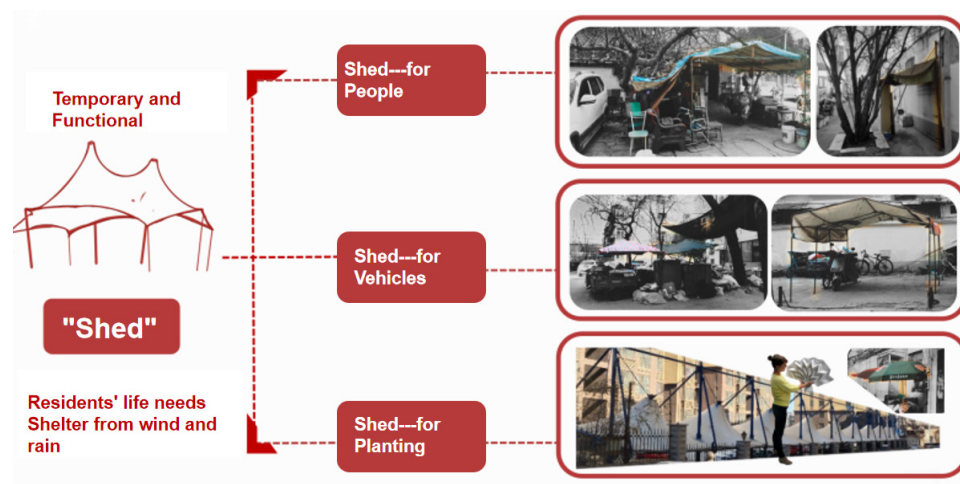 Temporary and
Functional
"Shed"
Residents' life needs
Shelter from wind and
rain
Shed---for
People
Shed---for
Vehicles
Shed---for
Planting